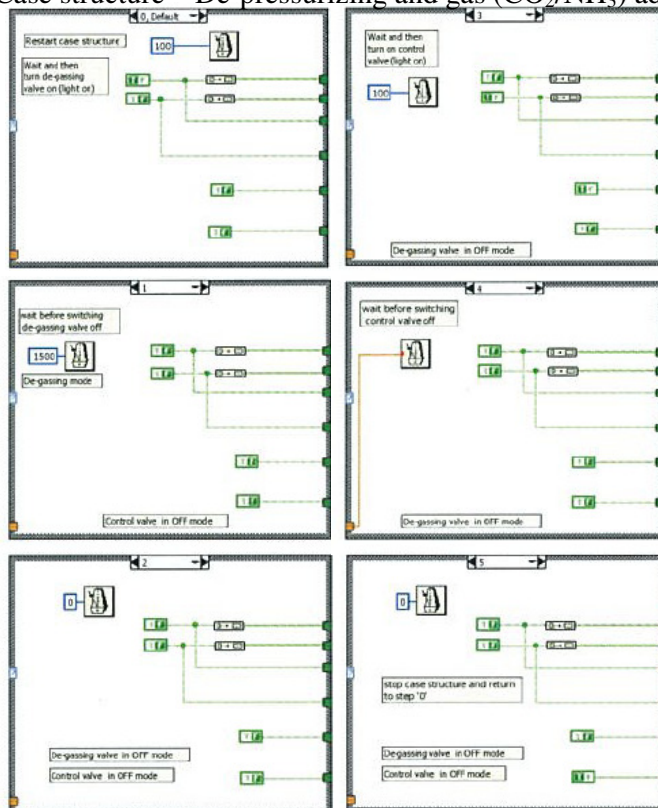 Case structure – De-pressurizing and gas (CO2/NH3) ad
0, Default
Restart case structure
100
Wait and then
turn de-gassing
valve on (light on)
3
Wait and then
turn on control
valve (light on)
100
De-gassing valve in OFF mode
1
wait before switching
de-gassing valve off
1500
De-gassing mode
Control valve in OFF mode
4
wait before switching
control valve off
De-gassing valve in OFF mode
2
0
De-gassing valve in OFF mode
Control valve in OFF mode
5
0
stop case structure and return
to step '0'
De-gassing valve in OFF mode
Control valve in OFF mode